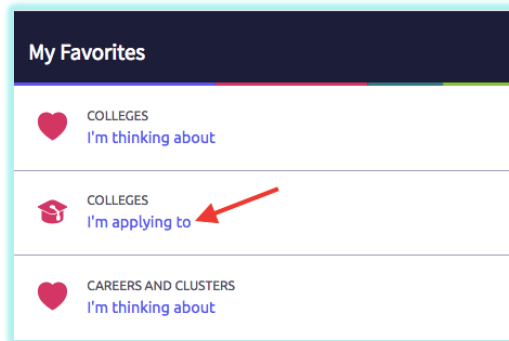 My Favorites
COLLEGES
I'm thinking about
COLLEGES
I'm applying to
CAREERS AND CLUSTERS
I'm thinking about